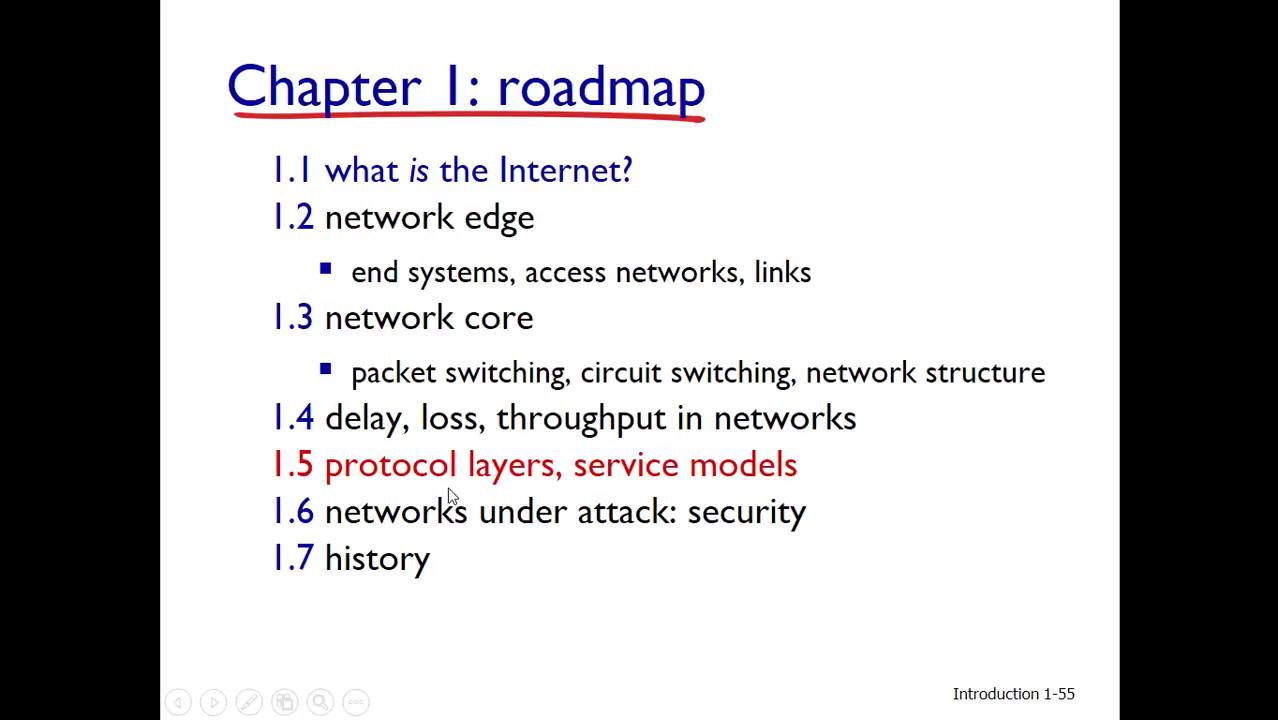 Chapter 1: roadmap
1.1 what is the Internet?
1.2 network edge
end systems, access networks, links
1.3 network core
packet switching, circuit switching, network structure
1.4 delay, loss, throughput in networks
1.5 protocol layers, service models
1.6 networks under attack: security
1.7 history
Introduction 1-55